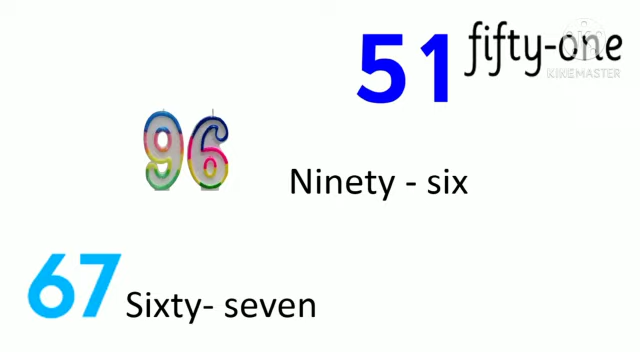 51 fifty-one
KINEMASTER
96
Ninety - six
67 Sixty- seven